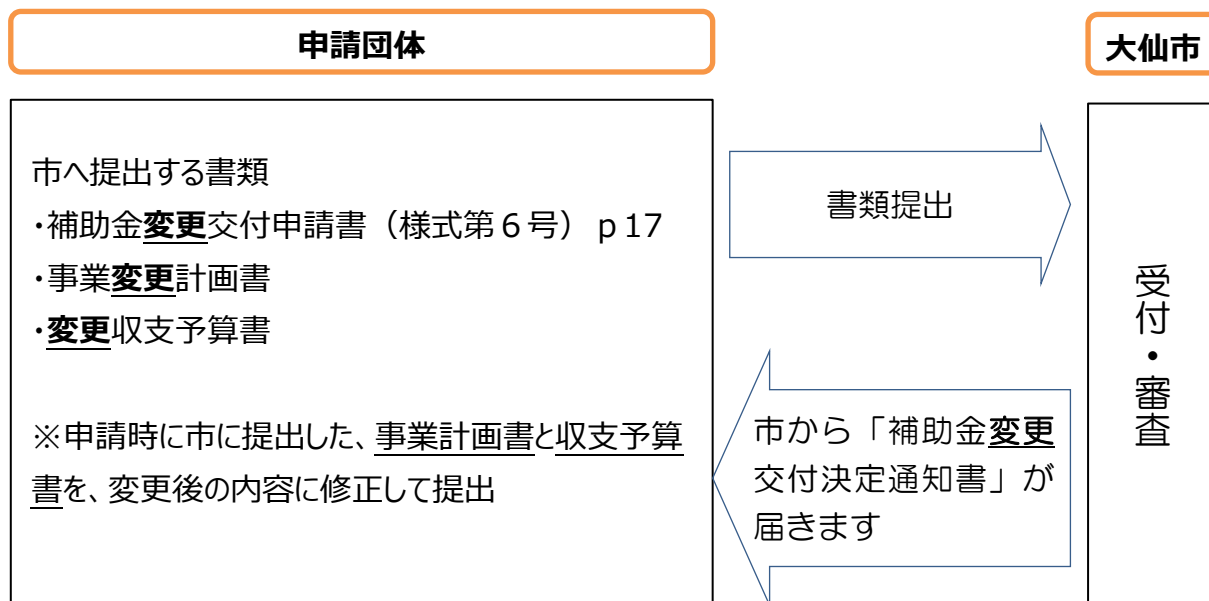 申請団体
大仙市
市へ提出する書類
・補助金変更交付申請書（様式第６号）ｐ17
・事業変更計画書
・変更収支予算書
※申請時に市に提出した、事業計画書と収支予算
書を、変更後の内容に修正して提出
書類提出
市から「補助金変更
交付決定通知書」が
届きます
受付・審査